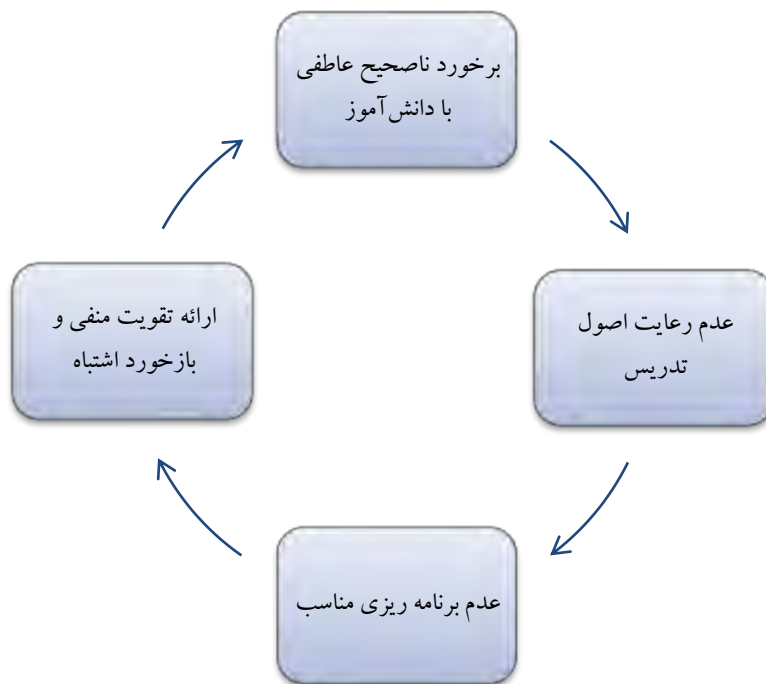 برخورد ناصحیح عاطفی
با دانش‌آموز
عدم رعایت اصول
تدریس
عدم برنامه ریزی مناسب
ارائه تقویت منفی و
بازخورد اشتباه